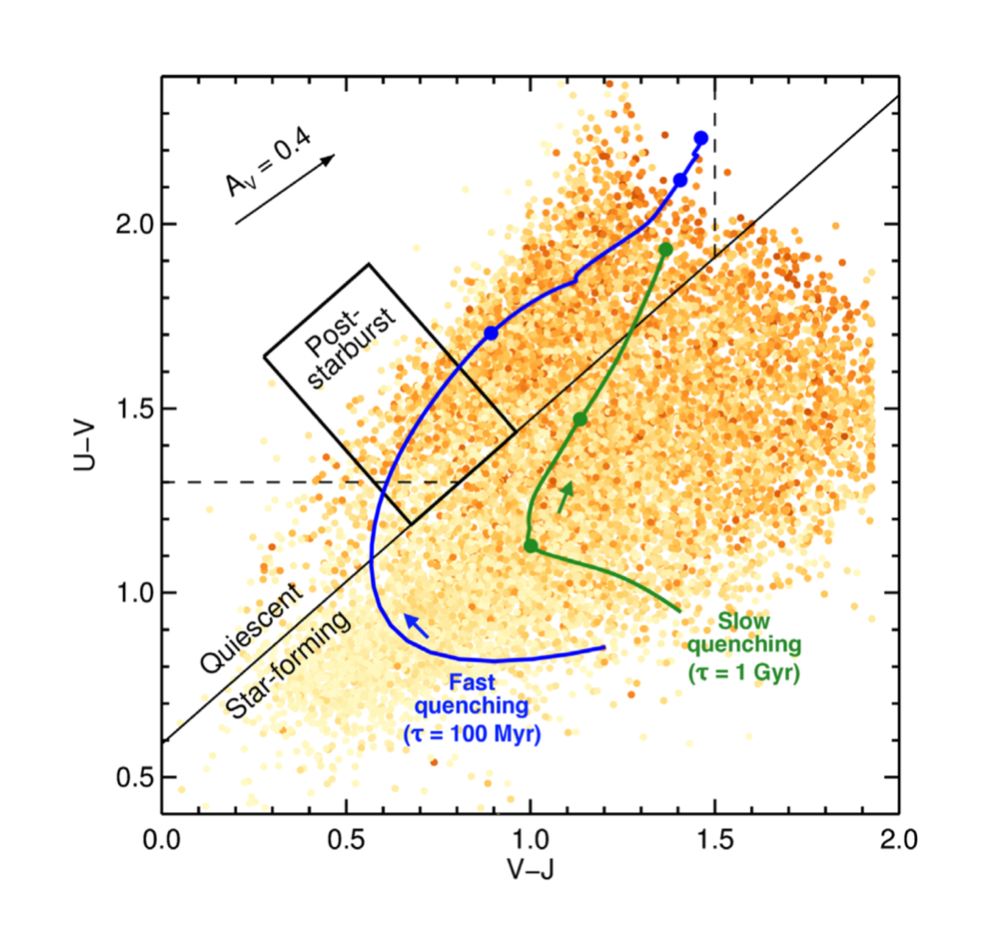 A_V = 0.4
Post-
starburst
Quiescent
Star-forming
Fast
quenching
(τ = 100 Myr)
Slow
quenching
(τ = 1 Gyr)
U−V
2.0
1.5
1.0
0.5
0.0
0.5
1.0
1.5
2.0
V−J